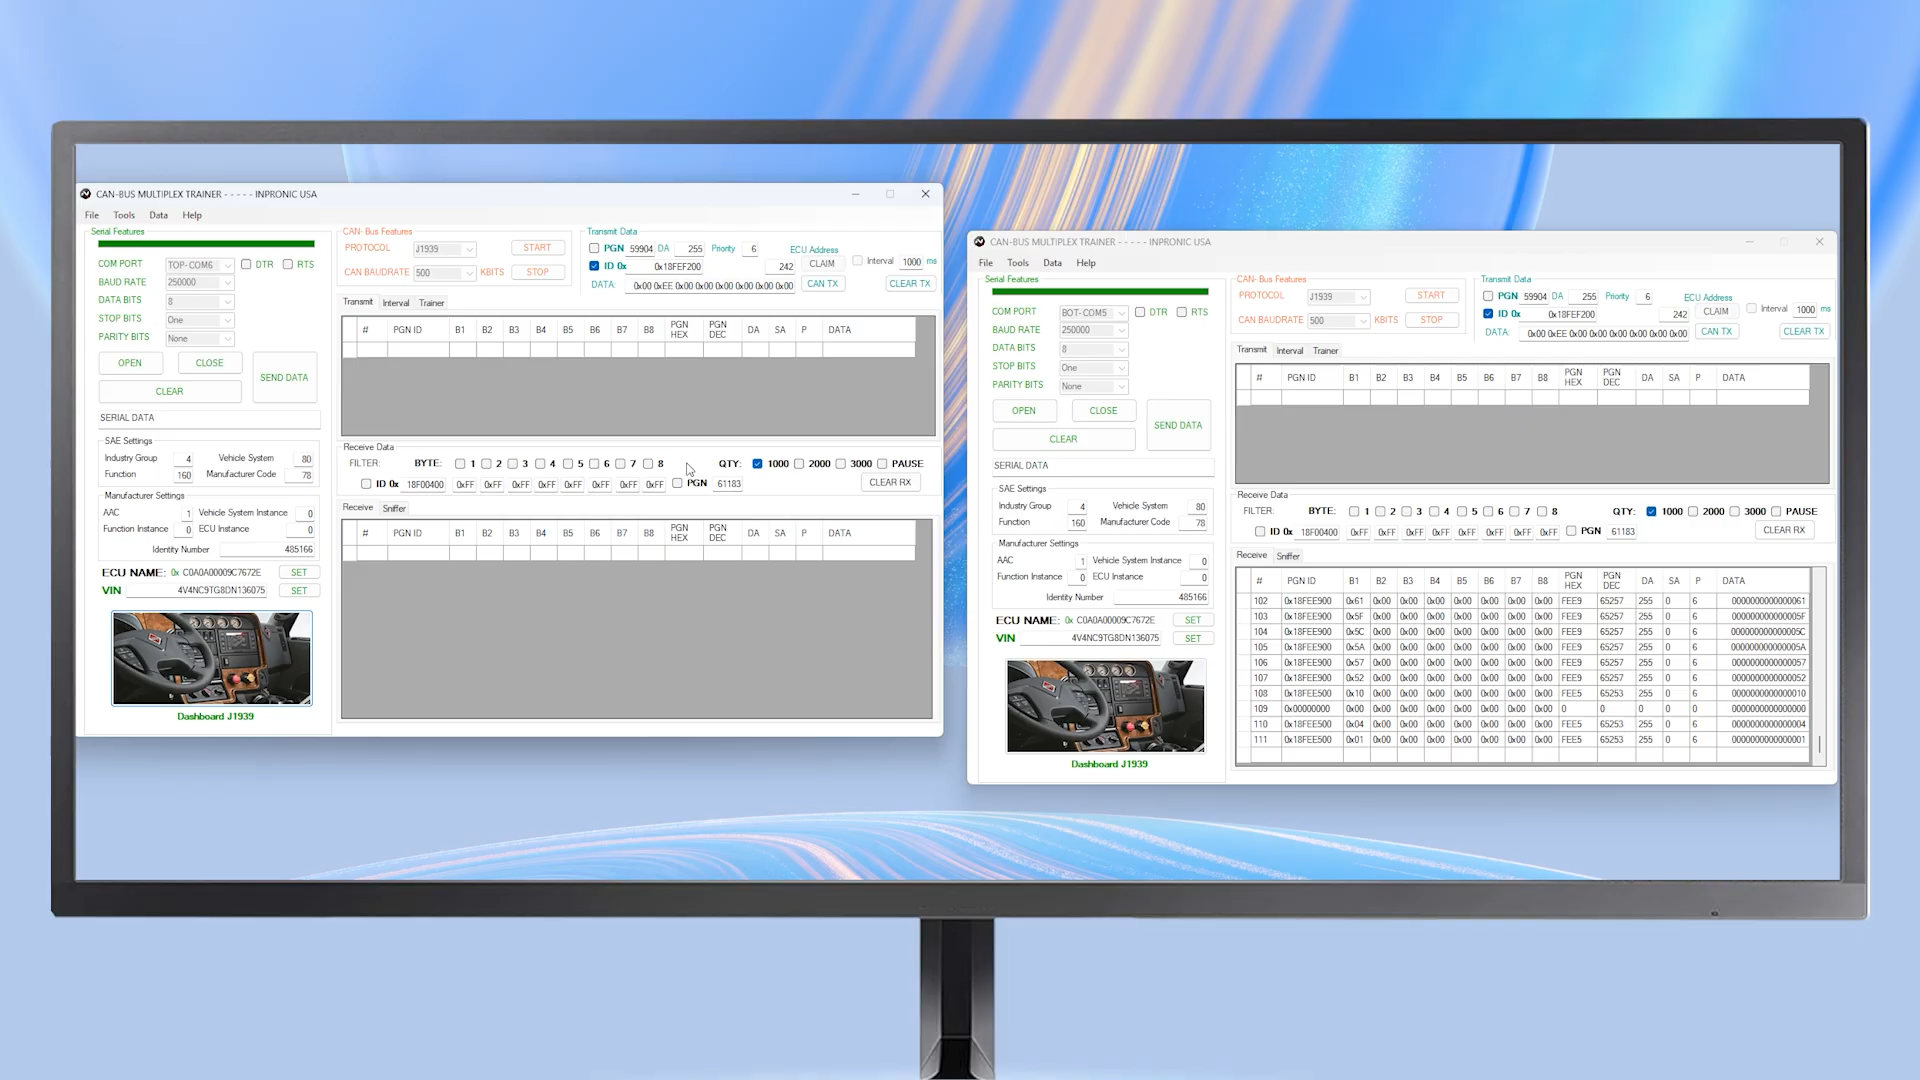 CAN-BUS MULTIPLEX TRAINER - - - - - INPRONIC USA
File Tools Data Help
Serial Features
COM PORT TOP-COM6 DTR RTS
BAUD RATE 250000
DATA BITS 8
STOP BITS One
PARITY BITS None
OPEN CLOSE SEND DATA
CLEAR
SERIAL DATA
SAE Settings
Industry Group 4 Vehicle System 80
Function 160 Manufacturer Code 78
Manufacturer Settings
AAC 1 Vehicle System Instance 0
Function Instance 0 ECU Instance 0
Identity Number 485166
ECU NAME: 0x C0A0A00009C7672E SET
VIN 4V4NC9TG8DN136075 SET
Dashboard J1939
CAN- Bus Features
PROTOCOL J1939 START
CAN BAUDRATE 500 KBITS STOP
Transmit Data
PGN 59904 DA 255 Priority 6 ECU Address
ID 0x 0x18FEF200 242 CLAIM Interval 1000 ms
DATA: 0x00 0xEE 0x00 0x00 0x00 0x00 0x00 0x00 CAN TX CLEAR TX
Transmit Interval Trainer
# PGN ID B1 B2 B3 B4 B5 B6 B7 B8 PGN HEX PGN DEC DA SA P DATA
Receive Data
FILTER: BYTE: 1 2 3 4 5 6 7 8 QTY: 1000 2000 3000 PAUSE
ID 0x 18F00400 0xFF 0xFF 0xFF 0xFF 0xFF 0xFF 0xFF 0xFF PGN 61183 CLEAR RX
Receive Sniffer
# PGN ID B1 B2 B3 B4 B5 B6 B7 B8 PGN HEX PGN DEC DA SA P DATA
CAN-BUS MULTIPLEX TRAINER - - - - - INPRONIC USA
File Tools Data Help
Serial Features
COM PORT BOT-COM5 DTR RTS
BAUD RATE 250000
DATA BITS 8
STOP BITS One
PARITY BITS None
OPEN CLOSE SEND DATA
CLEAR
SERIAL DATA
SAE Settings
Industry Group 4 Vehicle System 80
Function 160 Manufacturer Code 78
Manufacturer Settings
AAC 1 Vehicle System Instance 0
Function Instance 0 ECU Instance 0
Identity Number 485166
ECU NAME: 0x C0A0A00009C7672E SET
VIN 4V4NC9TG8DN136075 SET
Dashboard J1939
CAN- Bus Features
PROTOCOL J1939 START
CAN BAUDRATE 500 KBITS STOP
Transmit Data
PGN 59904 DA 255 Priority 6 ECU Address
ID 0x 0x18FEF200 242 CLAIM Interval 1000 ms
DATA: 0x00 0xEE 0x00 0x00 0x00 0x00 0x00 0x00 CAN TX CLEAR TX
Transmit Interval Trainer
# PGN ID B1 B2 B3 B4 B5 B6 B7 B8 PGN HEX PGN DEC DA SA P DATA
Receive Data
FILTER: BYTE: 1 2 3 4 5 6 7 8 QTY: 1000 2000 3000 PAUSE
ID 0x 18F00400 0xFF 0xFF 0xFF 0xFF 0xFF 0xFF 0xFF 0xFF PGN 61183 CLEAR RX
Receive Sniffer
# PGN ID B1 B2 B3 B4 B5 B6 B7 B8 PGN HEX PGN DEC DA SA P DATA
102 0x18FEE900 0x61 0x00 0x00 0x00 0x00 0x00 0x00 0x00 FEE9 65257 255 0 6 0000000000000061
103 0x18FEE900 0x5F 0x00 0x00 0x00 0x00 0x00 0x00 0x00 FEE9 65257 255 0 6 000000000000005F
104 0x18FEE900 0x5C 0x00 0x00 0x00 0x00 0x00 0x00 0x00 FEE9 65257 255 0 6 000000000000005C
105 0x18FEE900 0x5A 0x00 0x00 0x00 0x00 0x00 0x00 0x00 FEE9 65257 255 0 6 000000000000005A
106 0x18FEE900 0x57 0x00 0x00 0x00 0x00 0x00 0x00 0x00 FEE9 65257 255 0 6 0000000000000057
107 0x18FEE900 0x52 0x00 0x00 0x00 0x00 0x00 0x00 0x00 FEE9 65257 255 0 6 0000000000000052
108 0x18FEE500 0x10 0x00 0x00 0x00 0x00 0x00 0x00 0x00 FEE5 65253 255 0 6 0000000000000010
109 0x00000000 0x00 0x00 0x00 0x00 0x00 0x00 0x00 0x00 0 0 0 0 0 0000000000000000
110 0x18FEE500 0x04 0x00 0x00 0x00 0x00 0x00 0x00 0x00 FEE5 65253 255 0 6 0000000000000004
111 0x18FEE500 0x01 0x00 0x00 0x00 0x00 0x00 0x00 0x00 FEE5 65253 255 0 6 0000000000000001